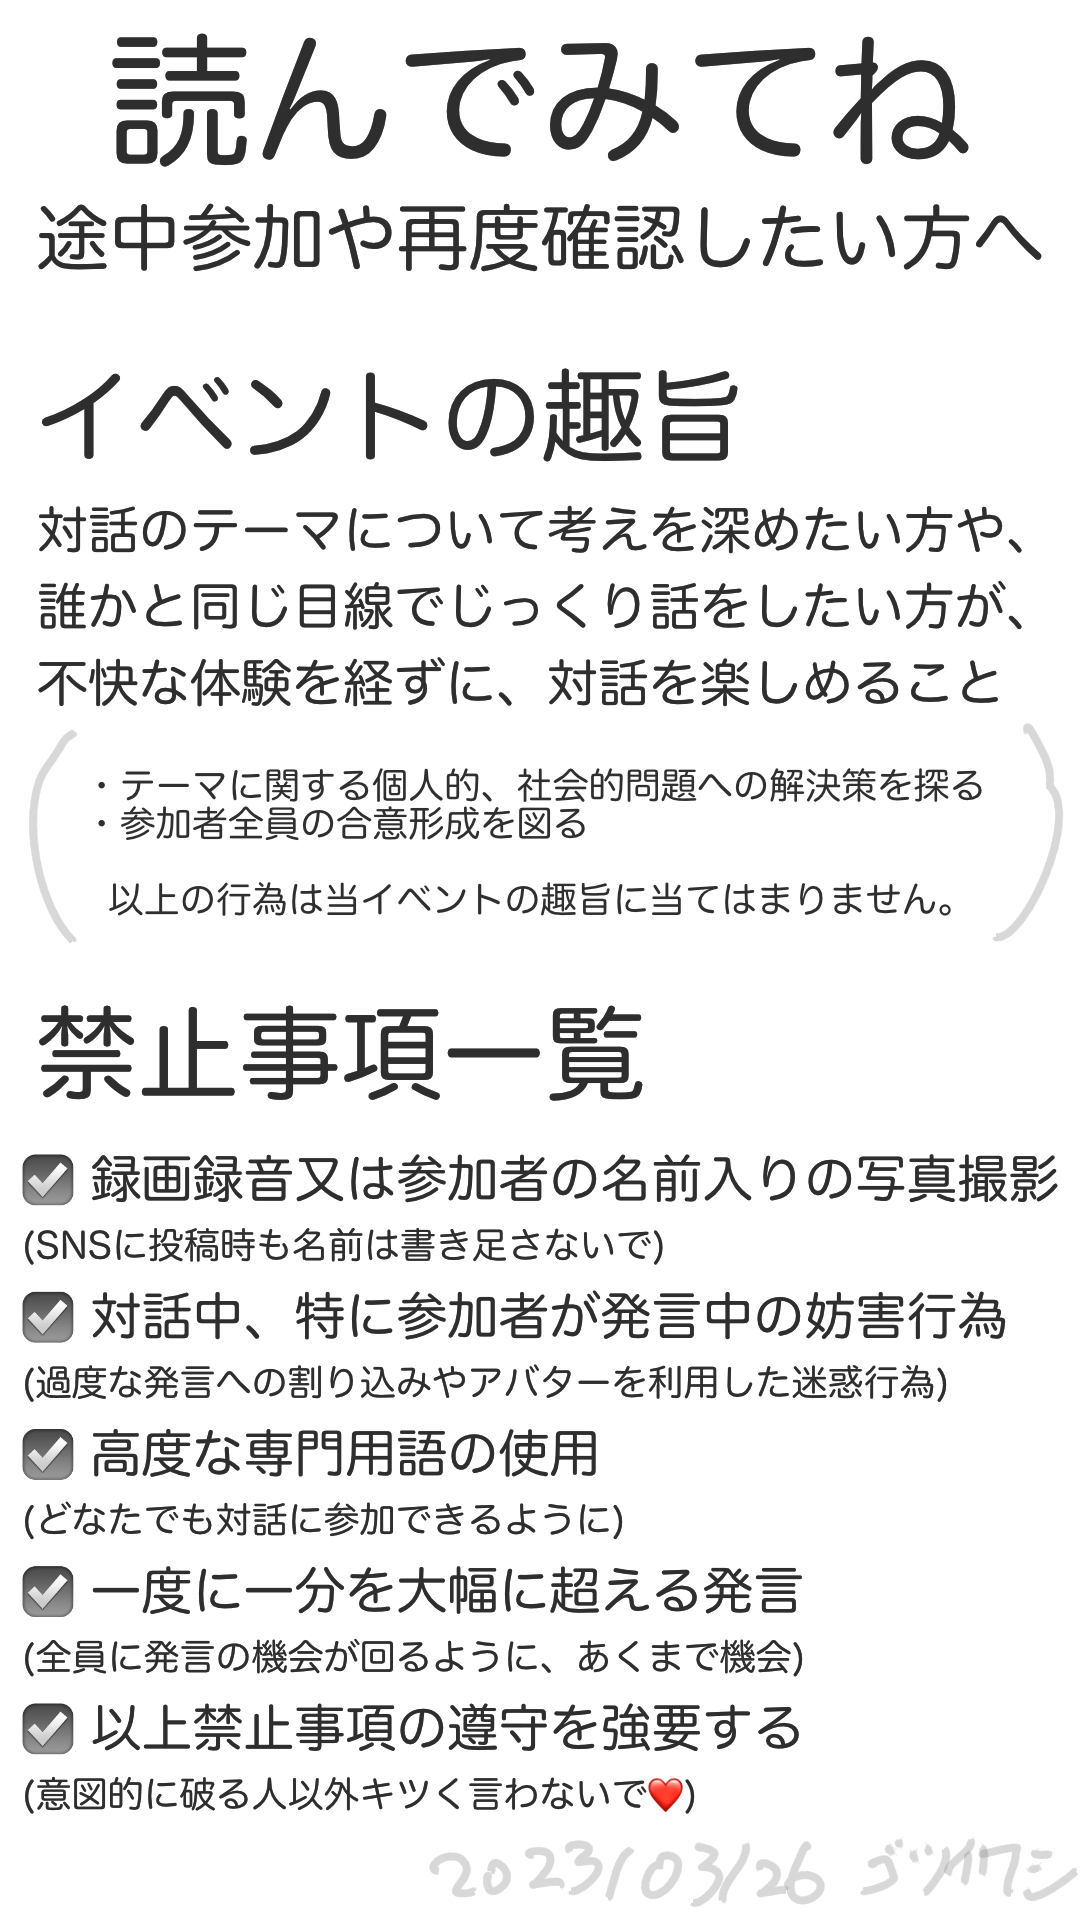 読んでみてね
途中参加や再度確認したい方へ
イベントの趣旨
対話のテーマについて考えを深めたい方や、
誰かと同じ目線でじっくり話をしたい方が、
不快な体験を経ずに、対話を楽しめること
・テーマに関する個人的、社会的問題への解決策を探る
・参加者全員の合意形成を図る
以上の行為は当イベントの趣旨に当てはまりません。
禁止事項一覧
☑ 録画録音又は参加者の名前入りの写真撮影
(SNSに投稿時も名前は書き足さないで)
☑ 対話中、特に参加者が発言中の妨害行為
(過度な発言への割り込みやアバターを利用した迷惑行為)
☑ 高度な専門用語の使用
(どなたでも対話に参加できるように)
☑ 一度に一分を大幅に超える発言
(全員に発言の機会が回るように、あくまで機会)
☑ 以上禁止事項の遵守を強要する
(意図的に破る人以外キツく言わないで❤️)
2023/03/26